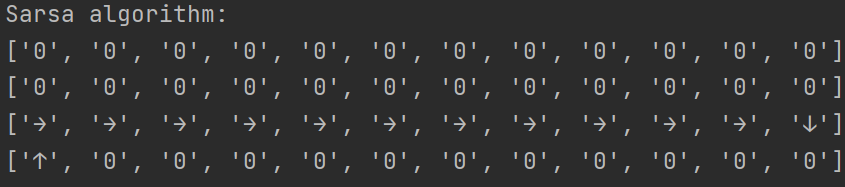 Sarsa algorithm:
['0', '0', '0', '0', '0', '0', '0', '0', '0', '0', '0', '0']
['0', '0', '0', '0', '0', '0', '0', '0', '0', '0', '0', '0']
['→', '→', '→', '→', '→', '→', '→', '→', '→', '→', '→', '↓']
['↑', '0', '0', '0', '0', '0', '0', '0', '0', '0', '0', '0']